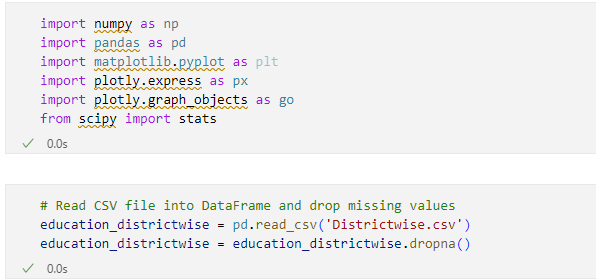 import numpy as np
import pandas as pd
import matplotlib.pyplot as plt
import plotly.express as px
import plotly.graph_objects as go
from scipy import stats
0.0s
# Read CSV file into DataFrame and drop missing values
education_districtwise = pd.read_csv('Districtwise.csv')
education_districtwise = education_districtwise.dropna()
0.0s